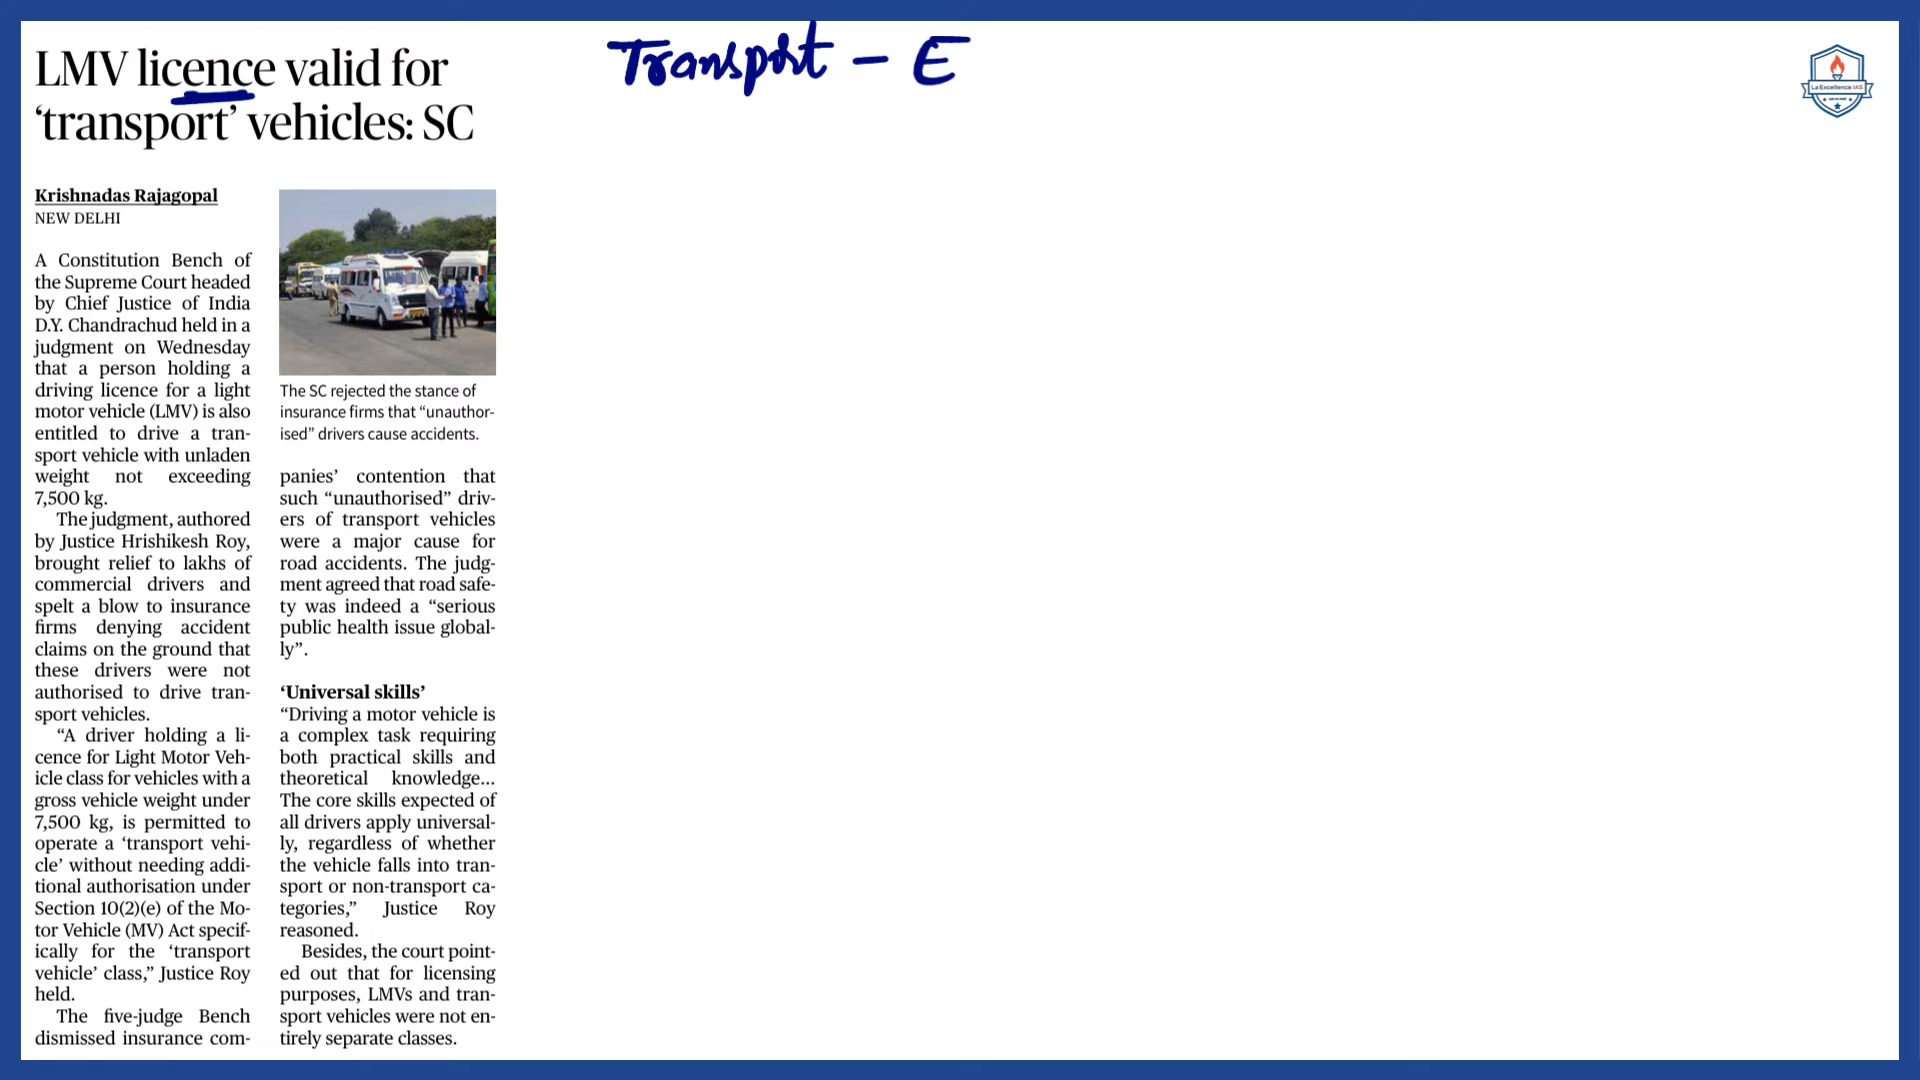 LMV licence valid for
‘transport’ vehicles: SC
Transport – E
La Excellence IAS
Krishnadas Rajagopal
NEW DELHI
A Constitution Bench of
the Supreme Court headed
by Chief Justice of India
D.Y. Chandrachud held in a
judgment on Wednesday
that a person holding a
driving licence for a light
motor vehicle (LMV) is also
entitled to drive a tran-
sport vehicle with unladen
weight not exceeding
7,500 kg.
The judgment, authored
by Justice Hrishikesh Roy,
brought relief to lakhs of
commercial drivers and
spelt a blow to insurance
firms denying accident
claims on the ground that
these drivers were not
authorised to drive tran-
sport vehicles.
“A driver holding a li-
cence for Light Motor Veh-
icle class for vehicles with a
gross vehicle weight under
7,500 kg, is permitted to
operate a ‘transport vehi-
cle’ without needing addi-
tional authorisation under
Section 10(2)(e) of the Mo-
tor Vehicle (MV) Act specif-
ically for the ‘transport
vehicle’ class,” Justice Roy
held.
The five-judge Bench
dismissed insurance com-
The SC rejected the stance of
insurance firms that “unauthor-
ised” drivers cause accidents.
panies’ contention that
such “unauthorised” driv-
ers of transport vehicles
were a major cause for
road accidents. The judg-
ment agreed that road safe-
ty was indeed a “serious
public health issue global-
ly”.
‘Universal skills’
“Driving a motor vehicle is
a complex task requiring
both practical skills and
theoretical knowledge...
The core skills expected of
all drivers apply universal-
ly, regardless of whether
the vehicle falls into tran-
sport or non-transport ca-
tegories,” Justice Roy
reasoned.
Besides, the court point-
ed out that for licensing
purposes, LMVs and tran-
sport vehicles were not en-
tirely separate classes.